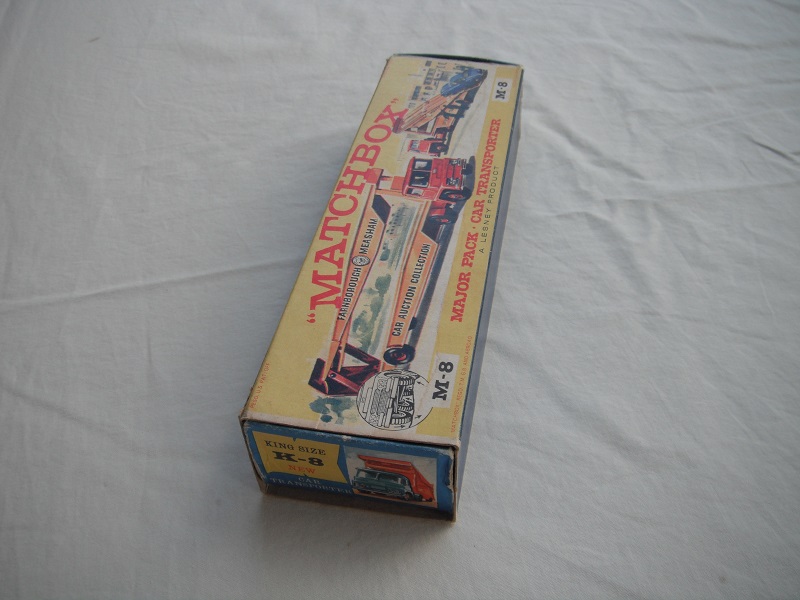 "MATCHBOX"
FARNBOROUGH MEASHAM
CAR AUCTION COLLECTION
MAJOR PACK · CAR TRANSPORTER
A LESNEY PRODUCT
M-8
M-8
KING SIZE
K-8
NEW
CAR
TRANSPORTER